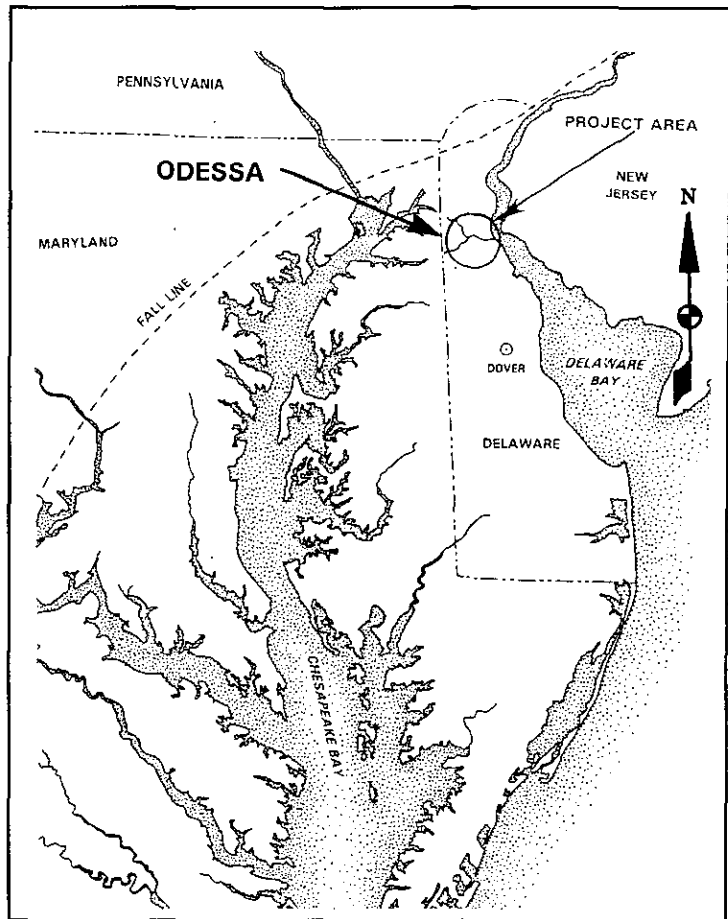 PENNSYLVANIA
PROJECT AREA
ODESSA
NEW
JERSEY
N
MARYLAND
FALL LINE
DELAWARE
BAY
DOVER
DELAWARE
CHESAPEAKE BAY